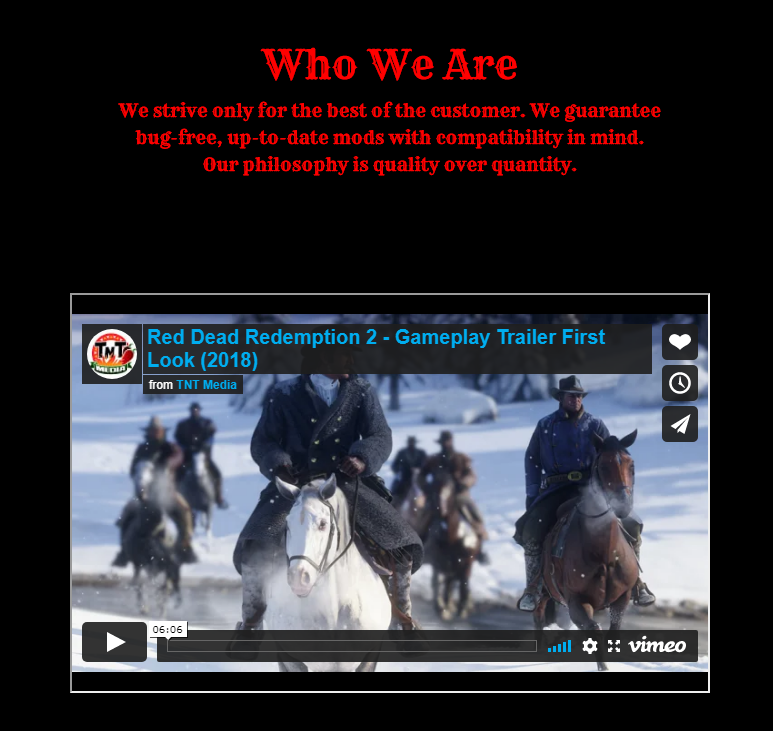 Who We Are
We strive only for the best of the customer. We guarantee
bug-free, up-to-date mods with compatibility in mind.
Our philosophy is quality over quantity.
TNT
MEDIA
Red Dead Redemption 2 - Gameplay Trailer First
Look (2018)
from TNT Media
06:06
vimeo